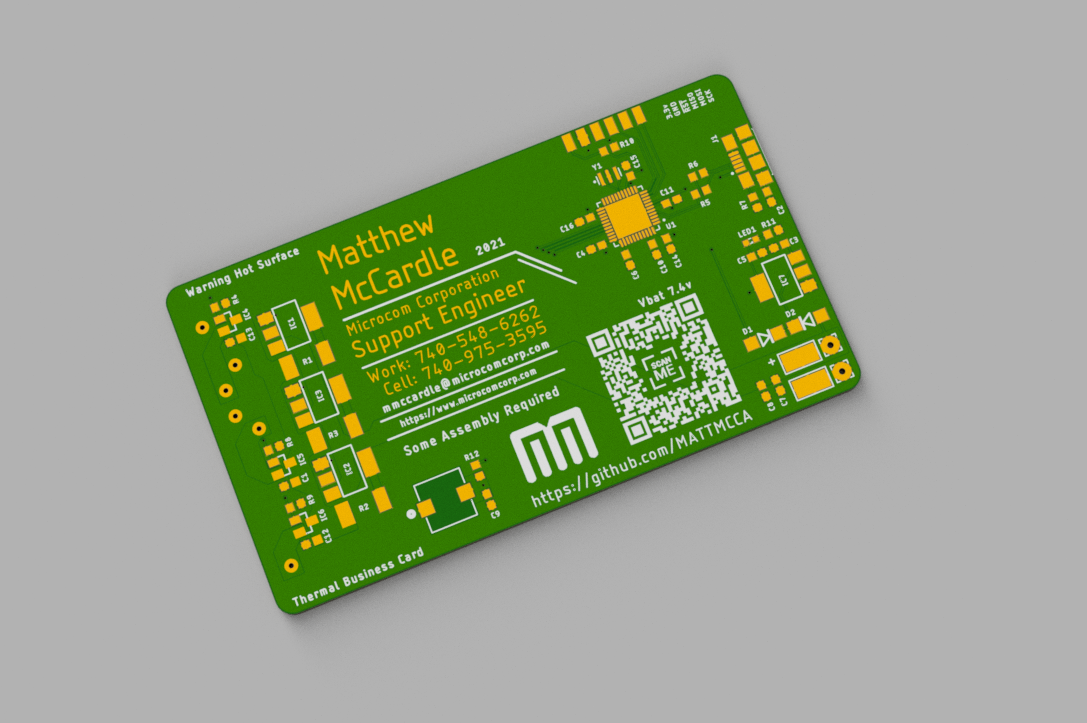 Warning Hot Surface
Matthew
McCardle
2021
Microcom Corporation
Support Engineer
Work: 740-548-6262
Cell: 740-975-3595
mmccardle@microcomcorp.com
https://www.microcomcorp.com
Some Assembly Required
https://github.com/MATTMCCA
Thermal Business Card
Vbat 7.4v
SCAN
ME
SCK
MOSI
MISO
RST
GND
3.3v
J1
R10
Y1
C15
R6
C11
R5
U1
C16
C4
C6
C10
C14
R7
C2
LED1
R11
C3
C5
IC7
D1
D2
+
C8
C7
R4
IC4
C13
IC1
R1
IC3
R3
R8
IC5
C1
IC2
R2
R9
IC6
C12
R12
C9